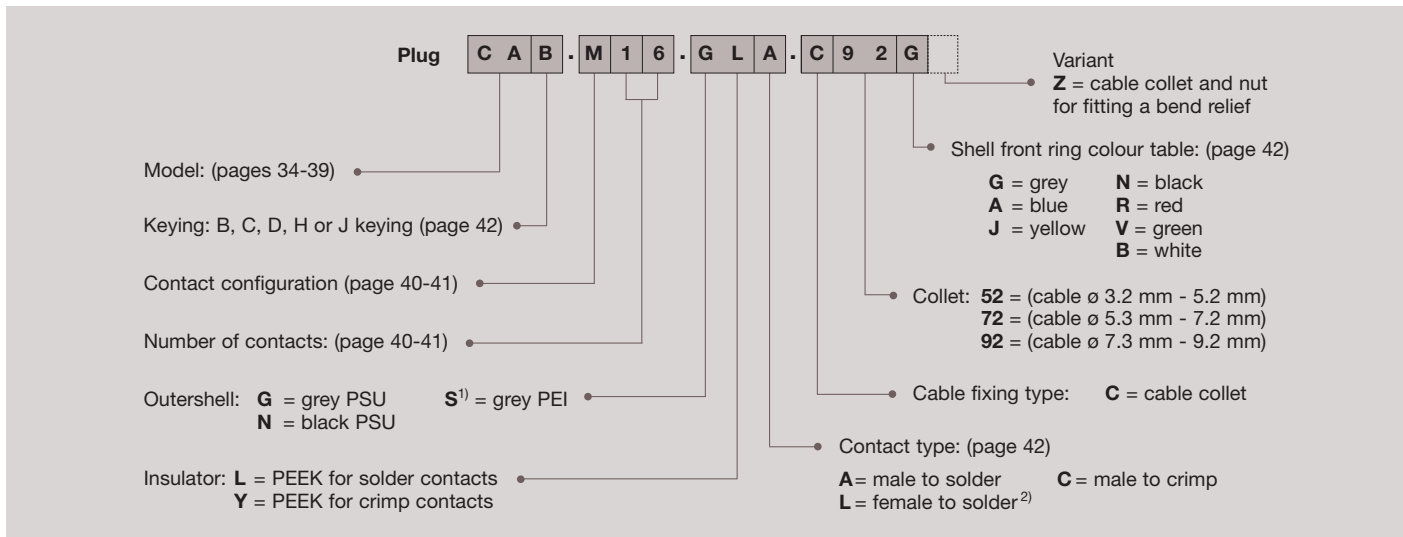 Plug C A B . M 1 6 . G L A . C 9 2 G
Variant
Z = cable collet and nut
for fitting a bend relief
Shell front ring colour table: (page 42)
G = grey N = black
A = blue R = red
J = yellow V = green
B = white
Model: (pages 34-39)
Keying: B, C, D, H or J keying (page 42)
Contact configuration (page 40-41)
Collet: 52 = (cable ø 3.2 mm - 5.2 mm)
72 = (cable ø 5.3 mm - 7.2 mm)
92 = (cable ø 7.3 mm - 9.2 mm)
Number of contacts: (page 40-41)
Outershell: G = grey PSU S1) = grey PEI
N = black PSU
Cable fixing type: C = cable collet
Contact type: (page 42)
A= male to solder C= male to crimp
L= female to solder2)
Insulator: L = PEEK for solder contacts
Y = PEEK for crimp contacts